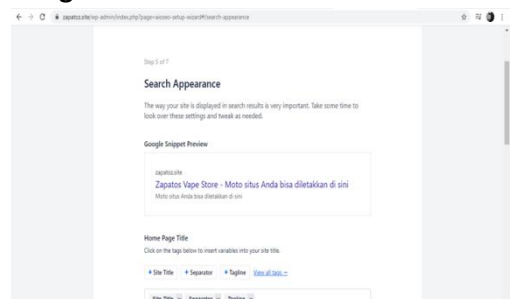 zapatoz.site/wp-admin/index.php?page=aioseo-setup-wizard#/search-appearance
Step 5 of 7
Search Appearance
The way your site is displayed in search results is very important. Take some time to
look over these settings and tweak as needed.
Google Snippet Preview
zapatoz.site
Zapatos Vape Store - Moto situs Anda bisa diletakkan di sini
Moto situs Anda bisa diletakkan di sini
Home Page Title
Click on the tags below to insert variables into your site title.
+ Site Title + Separator + Tagline View all tags
Site Title Separator Tagline